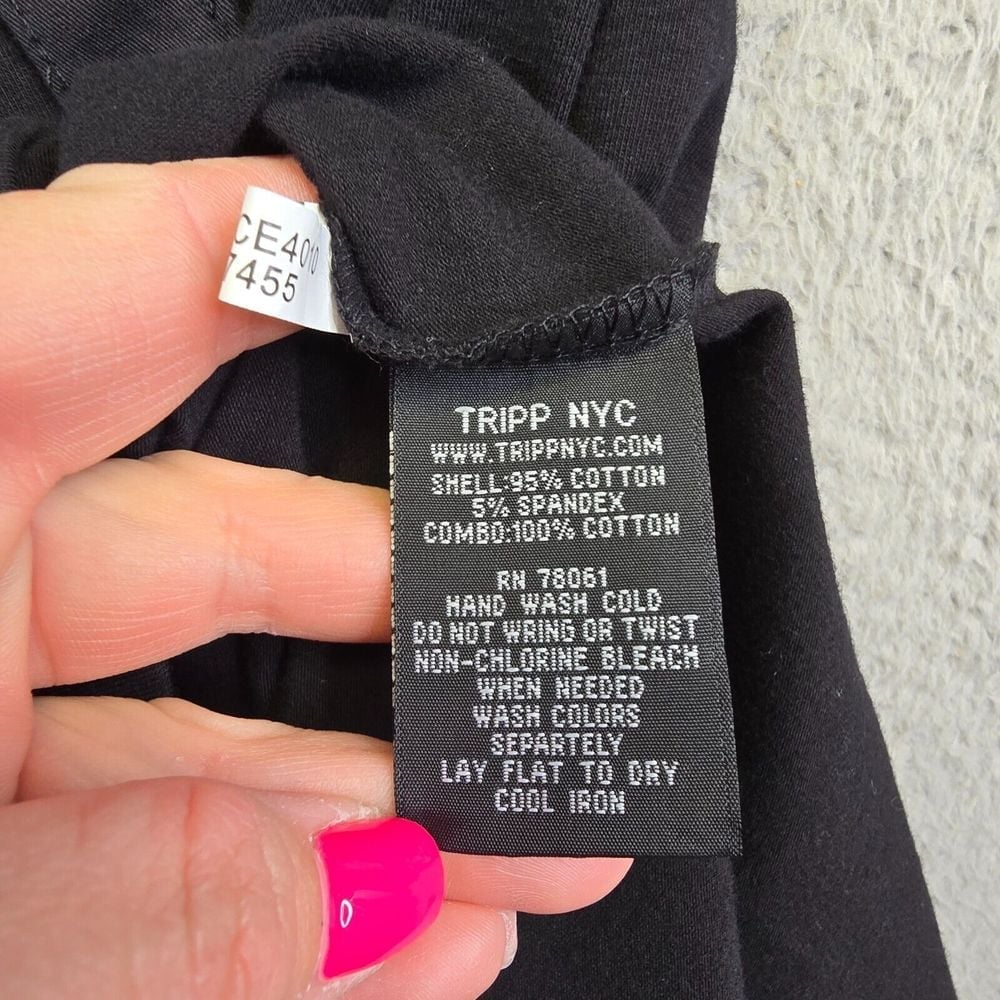 CE4010
7455
TRIPP NYC
WWW.TRIPPNYC.COM
SHELL:95% COTTON
5% SPANDEX
COMBO:100% COTTON
RN 78061
HAND WASH COLD
DO NOT WRING OR TWIST
NON-CHLORINE BLEACH
WHEN NEEDED
WASH COLORS
SEPARTELY
LAY FLAT TO DRY
COOL IRON